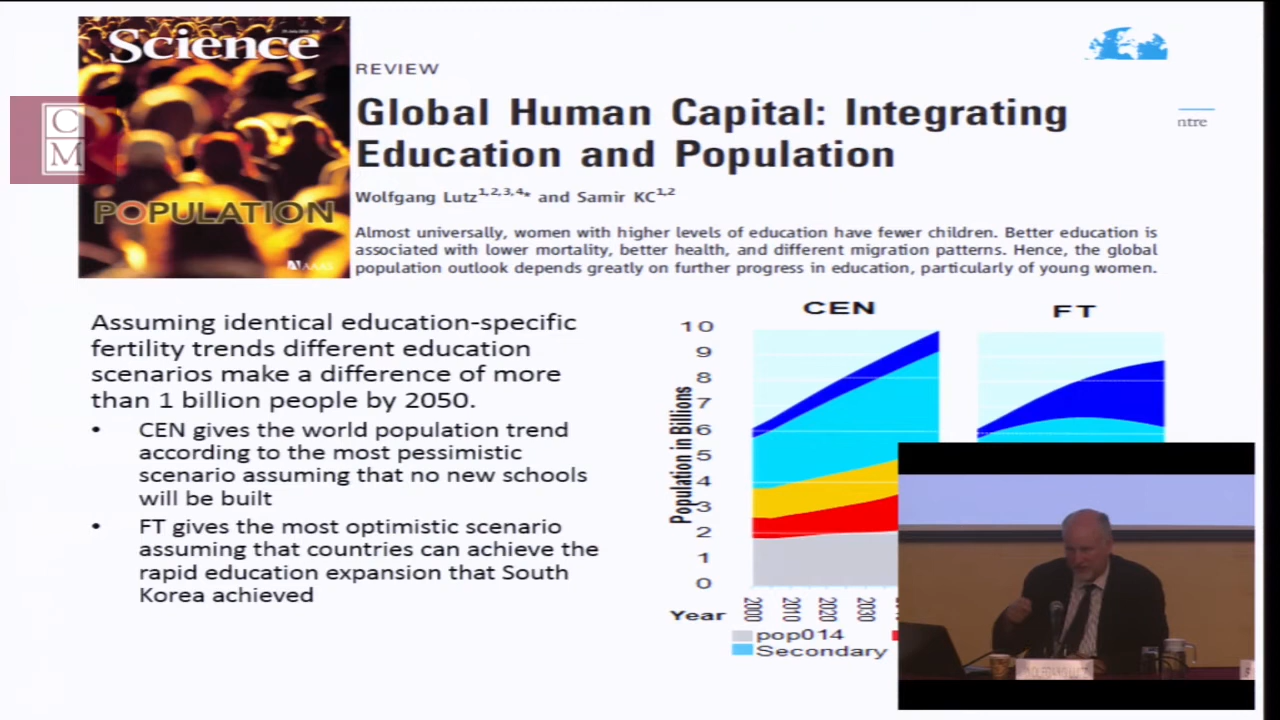 Science
POPULATION
AAAS
C
M
REVIEW
Global Human Capital: Integrating
Education and Population
Wolfgang Lutz1,2,3,4* and Samir KC1,2
Almost universally, women with higher levels of education have fewer children. Better education is
associated with lower mortality, better health, and different migration patterns. Hence, the global
population outlook depends greatly on further progress in education, particularly of young women.
ntre
Assuming identical education-specific
fertility trends different education
scenarios make a difference of more
than 1 billion people by 2050.
• CEN gives the world population trend
according to the most pessimistic
scenario assuming that no new schools
will be built
• FT gives the most optimistic scenario
assuming that countries can achieve the
rapid education expansion that South
Korea achieved
CEN
FT
Population in Billions
10
9
8
7
6
5
4
3
2
1
0
Year
2000
2010
2020
2030
pop014
Secondary